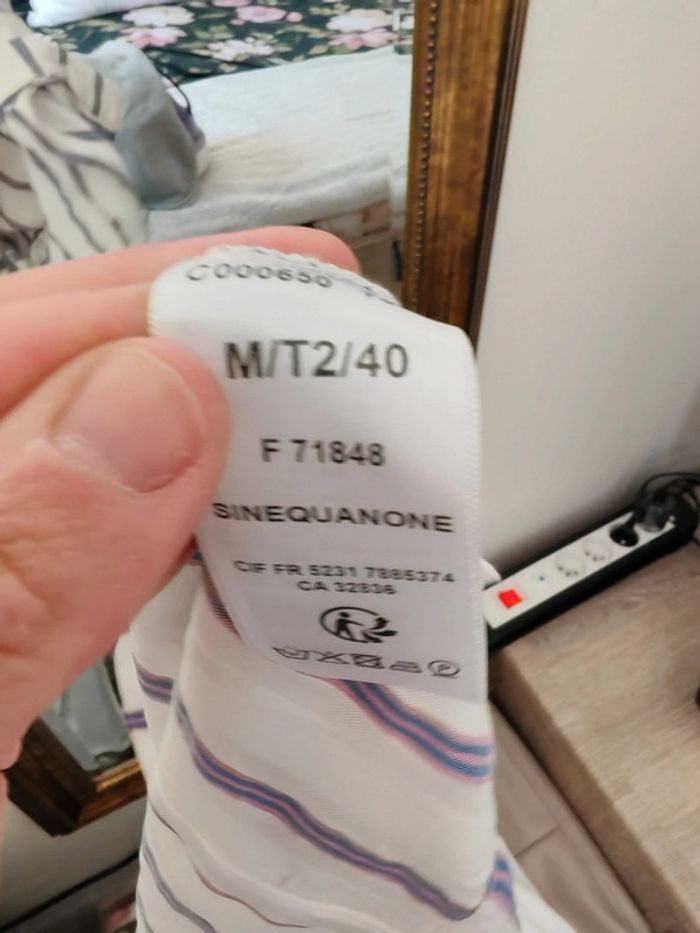 C000650
M/T2/40
F 71848
SINEQUANONE
CIF FR 5231 7885374
CA 32836